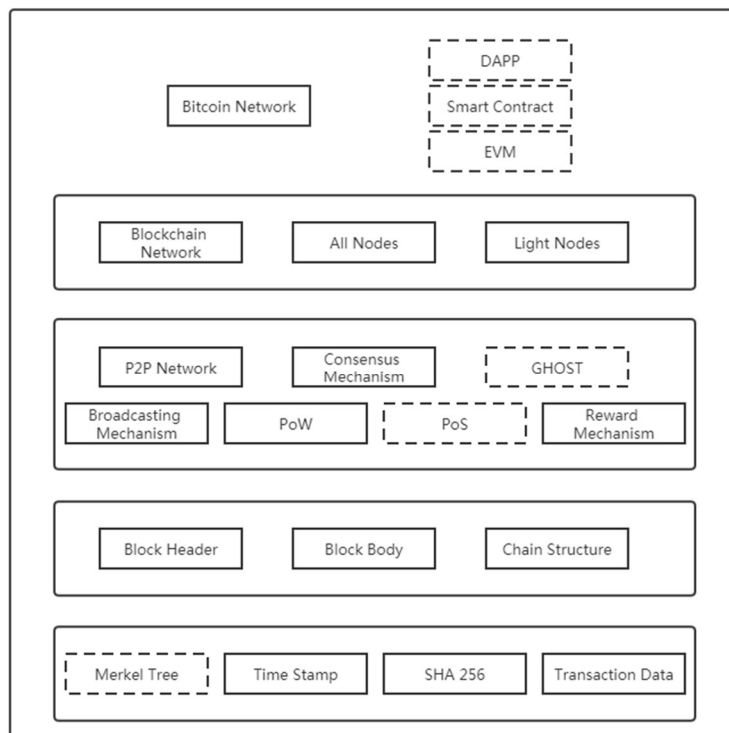 DAPP
Bitcoin Network
Smart Contract
EVM
Blockchain
Network
All Nodes
Light Nodes
P2P Network
Consensus
Mechanism
GHOST
Broadcasting
Mechanism
PoW
PoS
Reward
Mechanism
Block Header
Block Body
Chain Structure
Merkel Tree
Time Stamp
SHA 256
Transaction Data